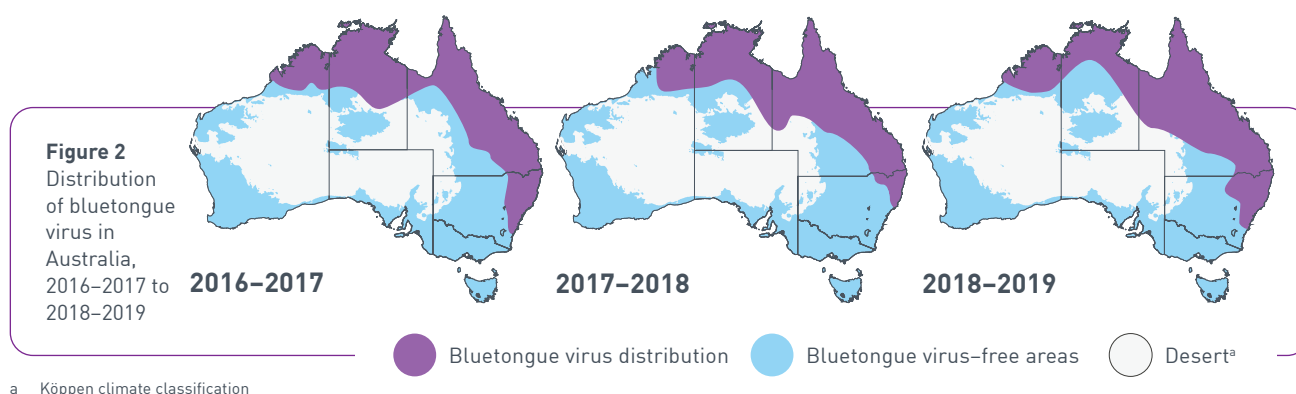 Figure 2
Distribution
of bluetongue
virus in
Australia,
2016–2017 to
2018–2019
2016–2017
2017–2018
2018–2019
Bluetongue virus distribution
Bluetongue virus–free areas
Desertᵃ
a Köppen climate classification